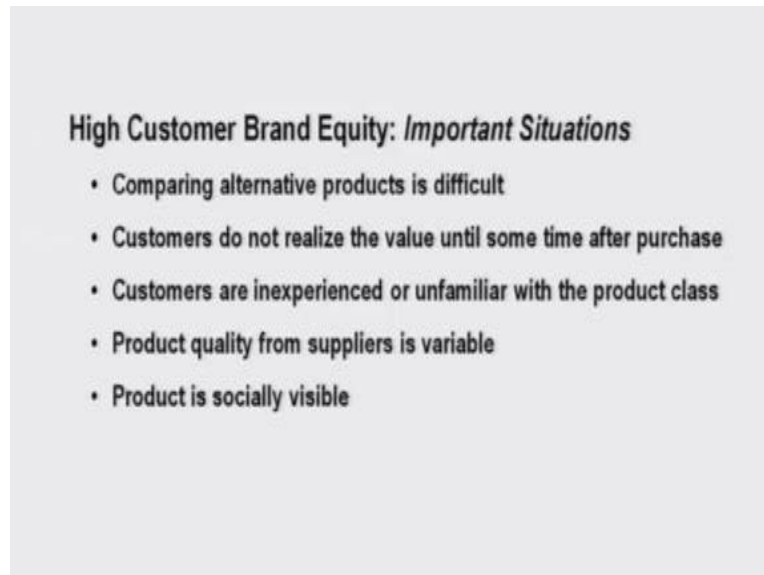 High Customer Brand Equity: Important Situations
• Comparing alternative products is difficult
• Customers do not realize the value until some time after purchase
• Customers are inexperienced or unfamiliar with the product class
• Product quality from suppliers is variable
• Product is socially visible